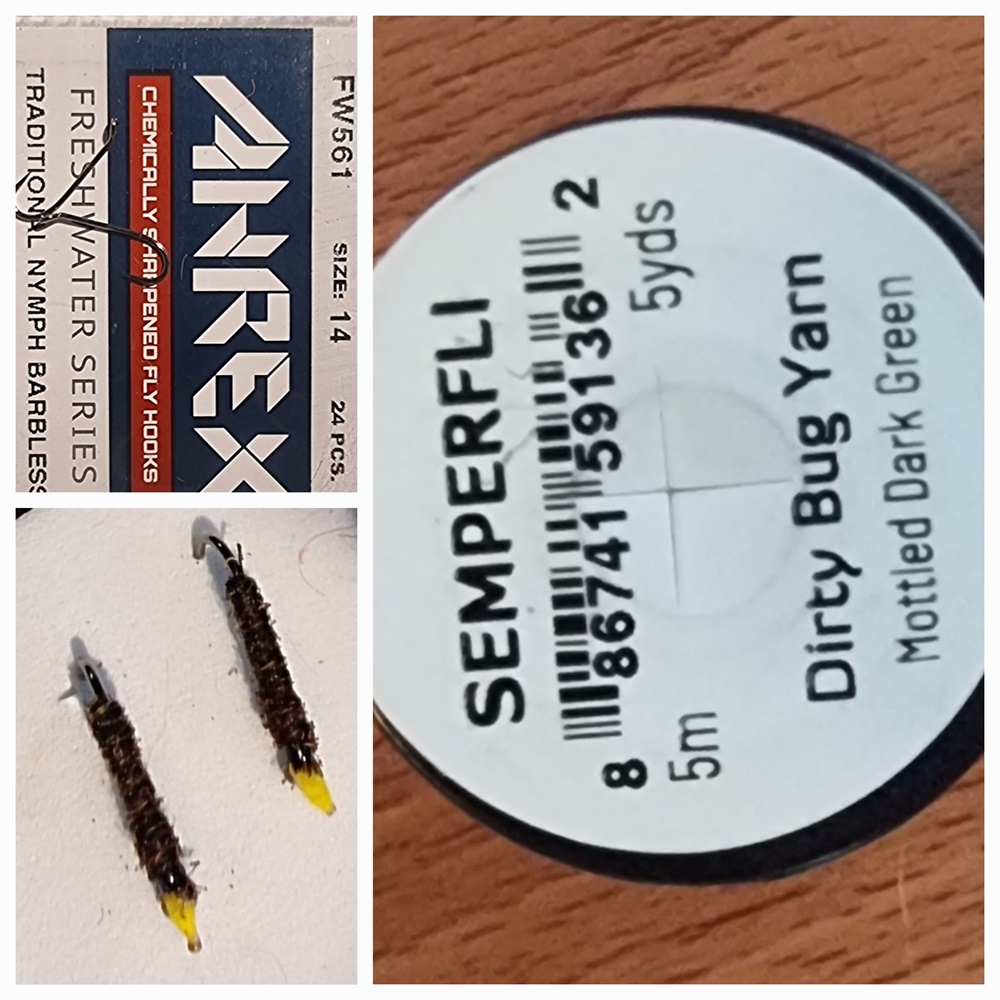 FW561 SIZE: 14 24 PCS.
AHREX
CHEMICALLY SHARPENED FLY HOOKS
FRESHWATER SERIES
TRADITIONAL NYMPH BARBLESS
SEMPERFLI
8 86741 59136 2
5m 5yds
Dirty Bug Yarn
Mottled Dark Green